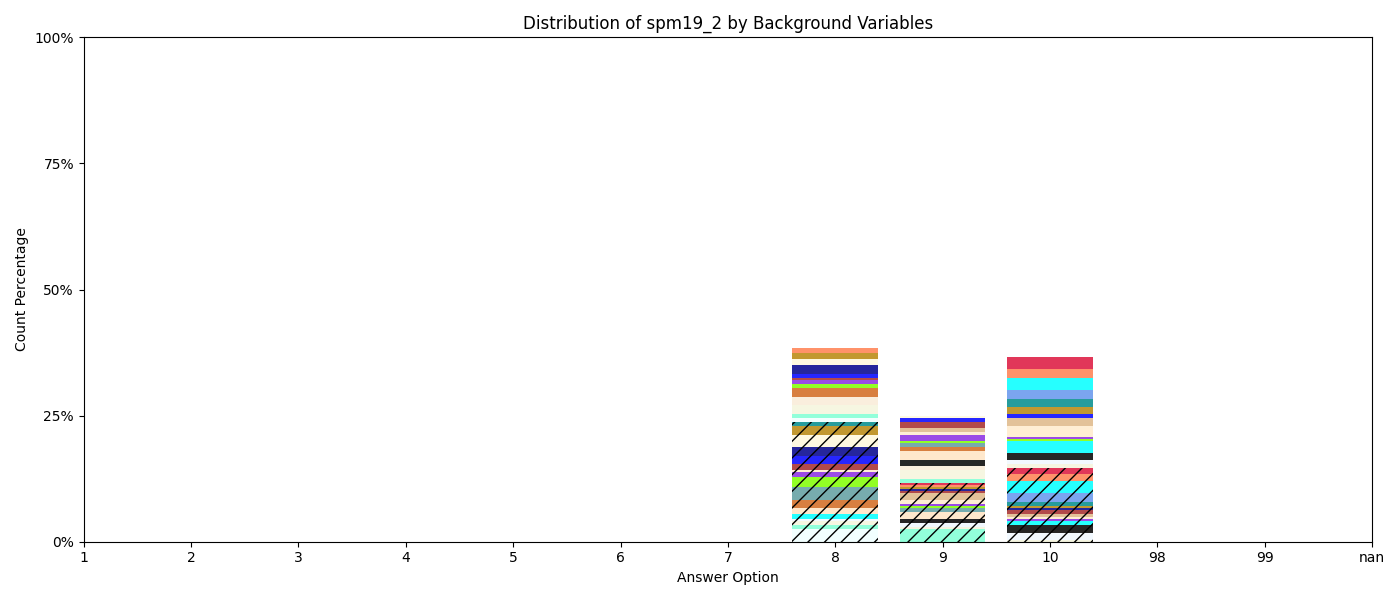 Distribution of spm19_2 by Background Variables
100%
75%
50%
25%
0%
Count Percentage
1 2 3 4 5 6 7 8 9 10 98 99 nan
Answer Option